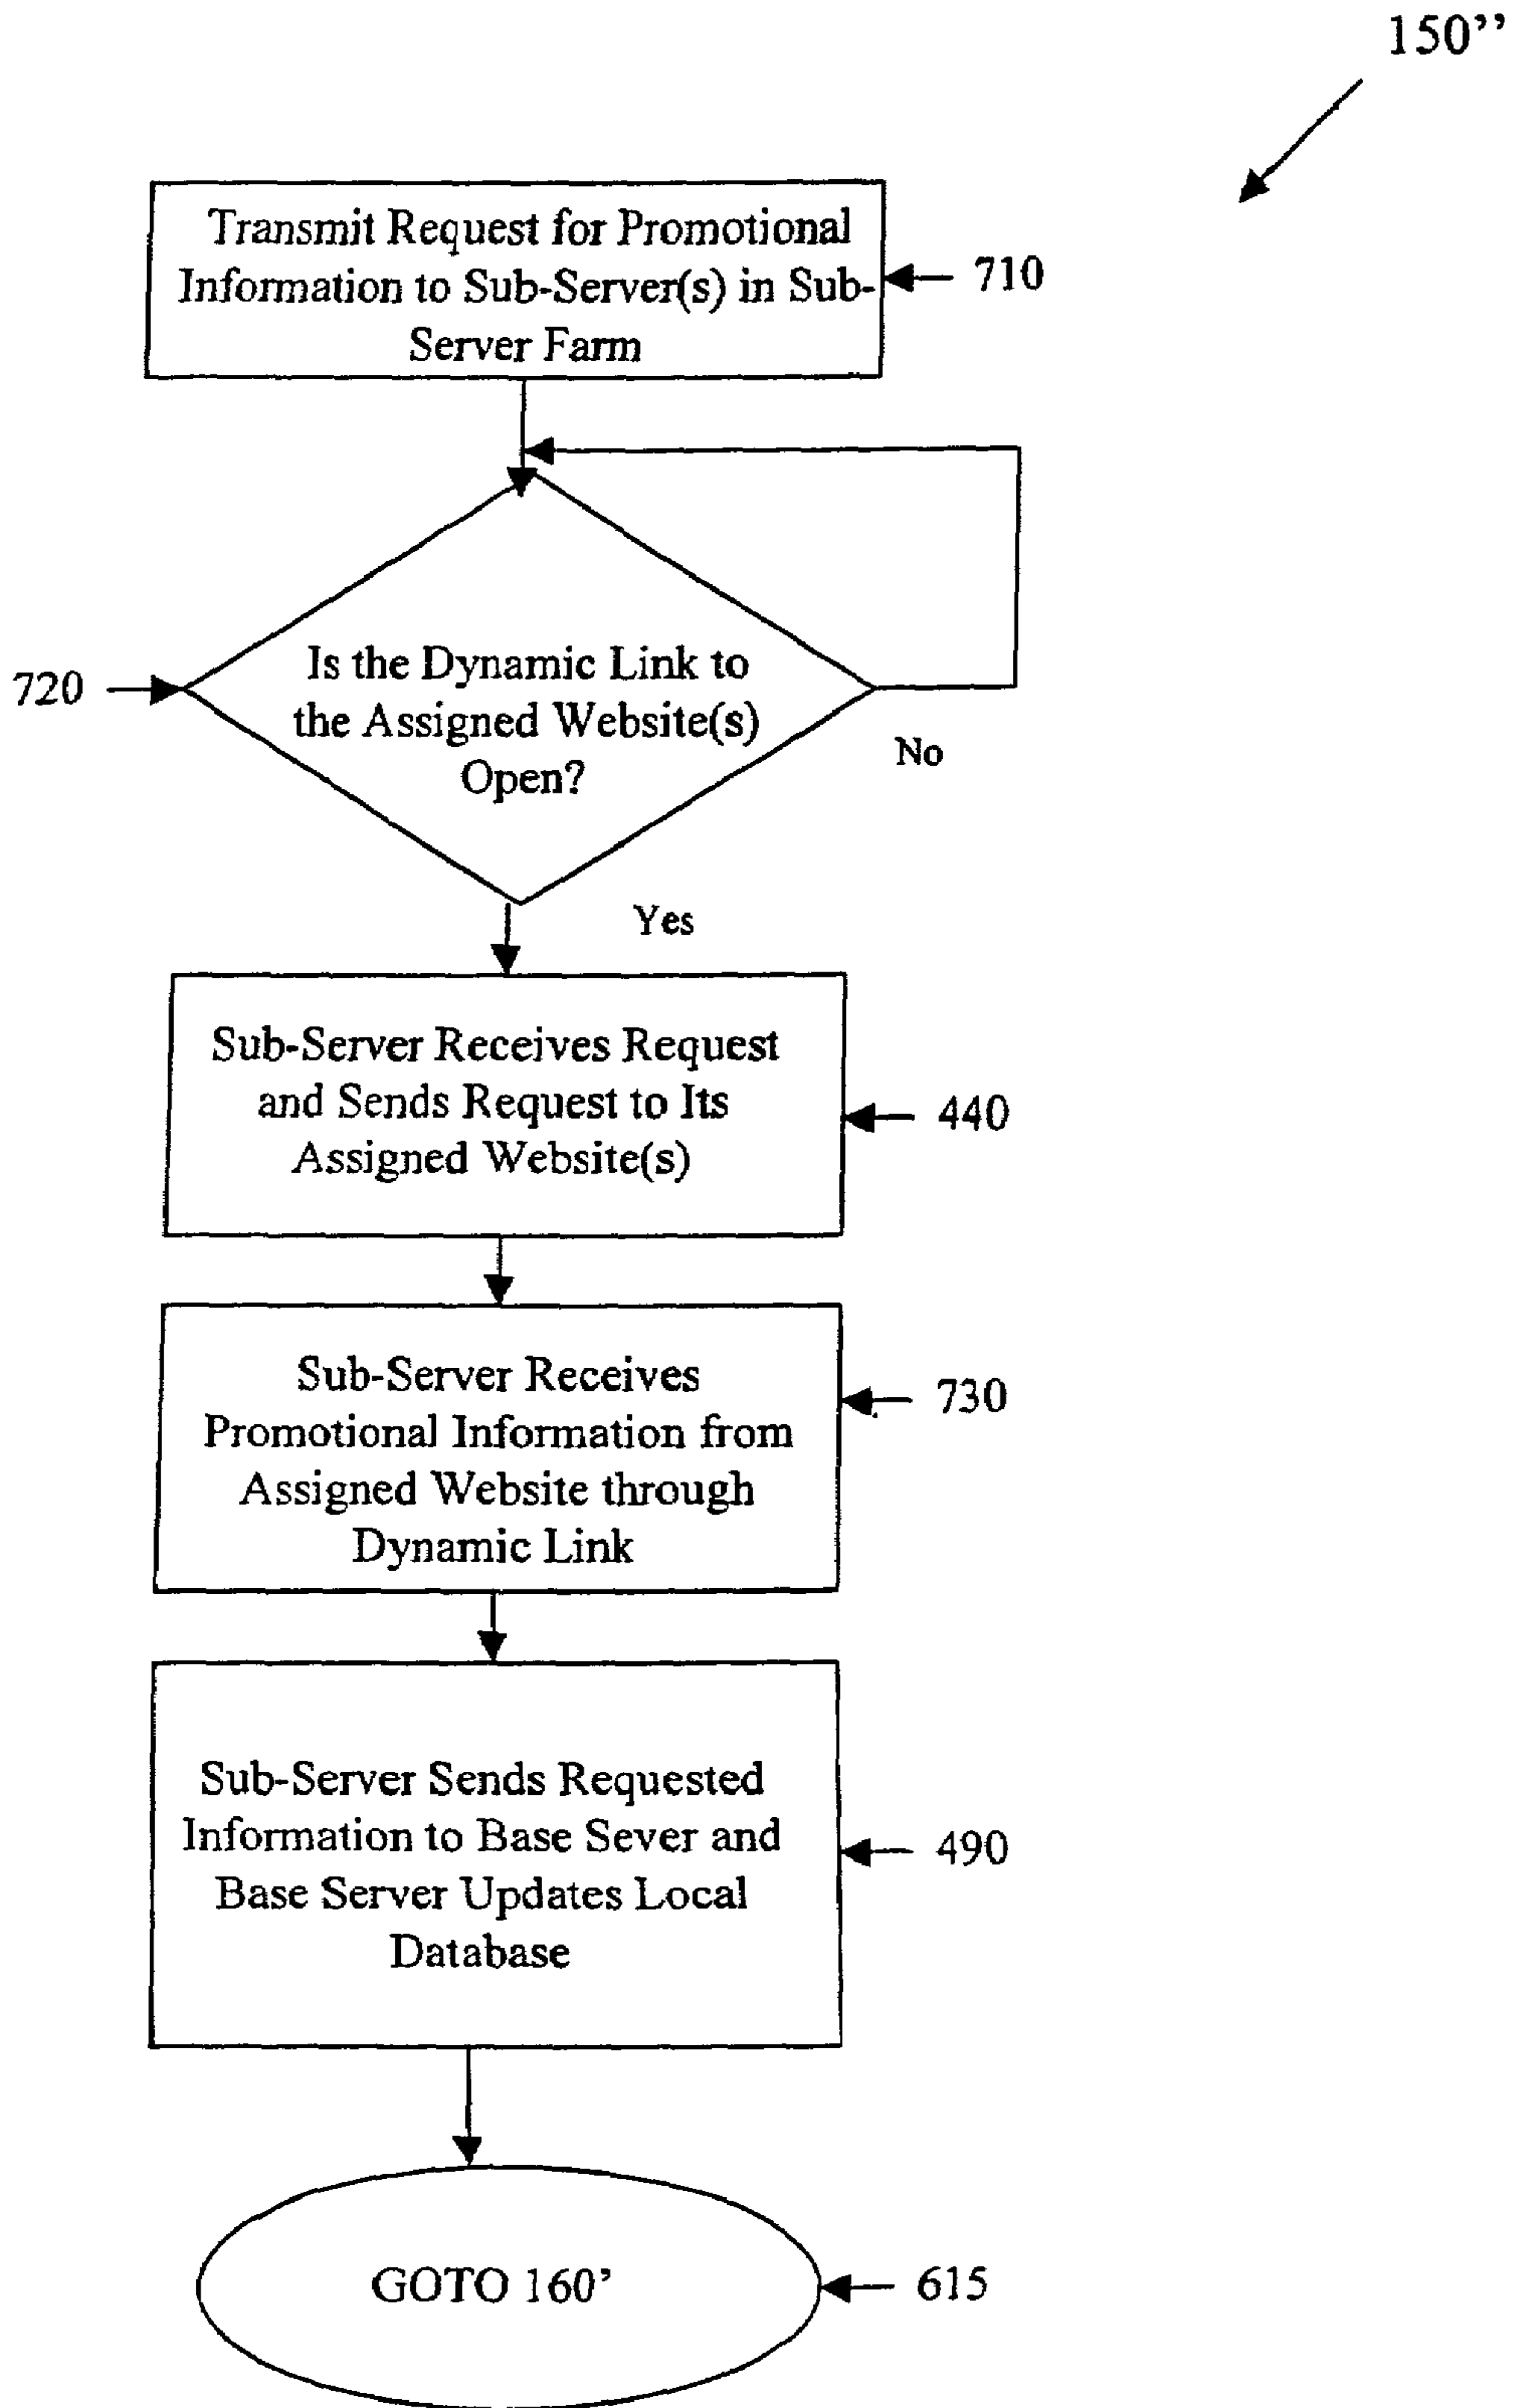 150’’
Transmit Request for Promotional
Information to Sub-Server(s) in Sub-
Server Farm
710
Is the Dynamic Link to
the Assigned Website(s)
Open?
720
No
Yes
Sub-Server Receives Request
and Sends Request to Its
Assigned Website(s)
440
Sub-Server Receives
Promotional Information from
Assigned Website through
Dynamic Link
730
Sub-Server Sends Requested
Information to Base Sever and
Base Server Updates Local
Database
490
GOTO 160’
615